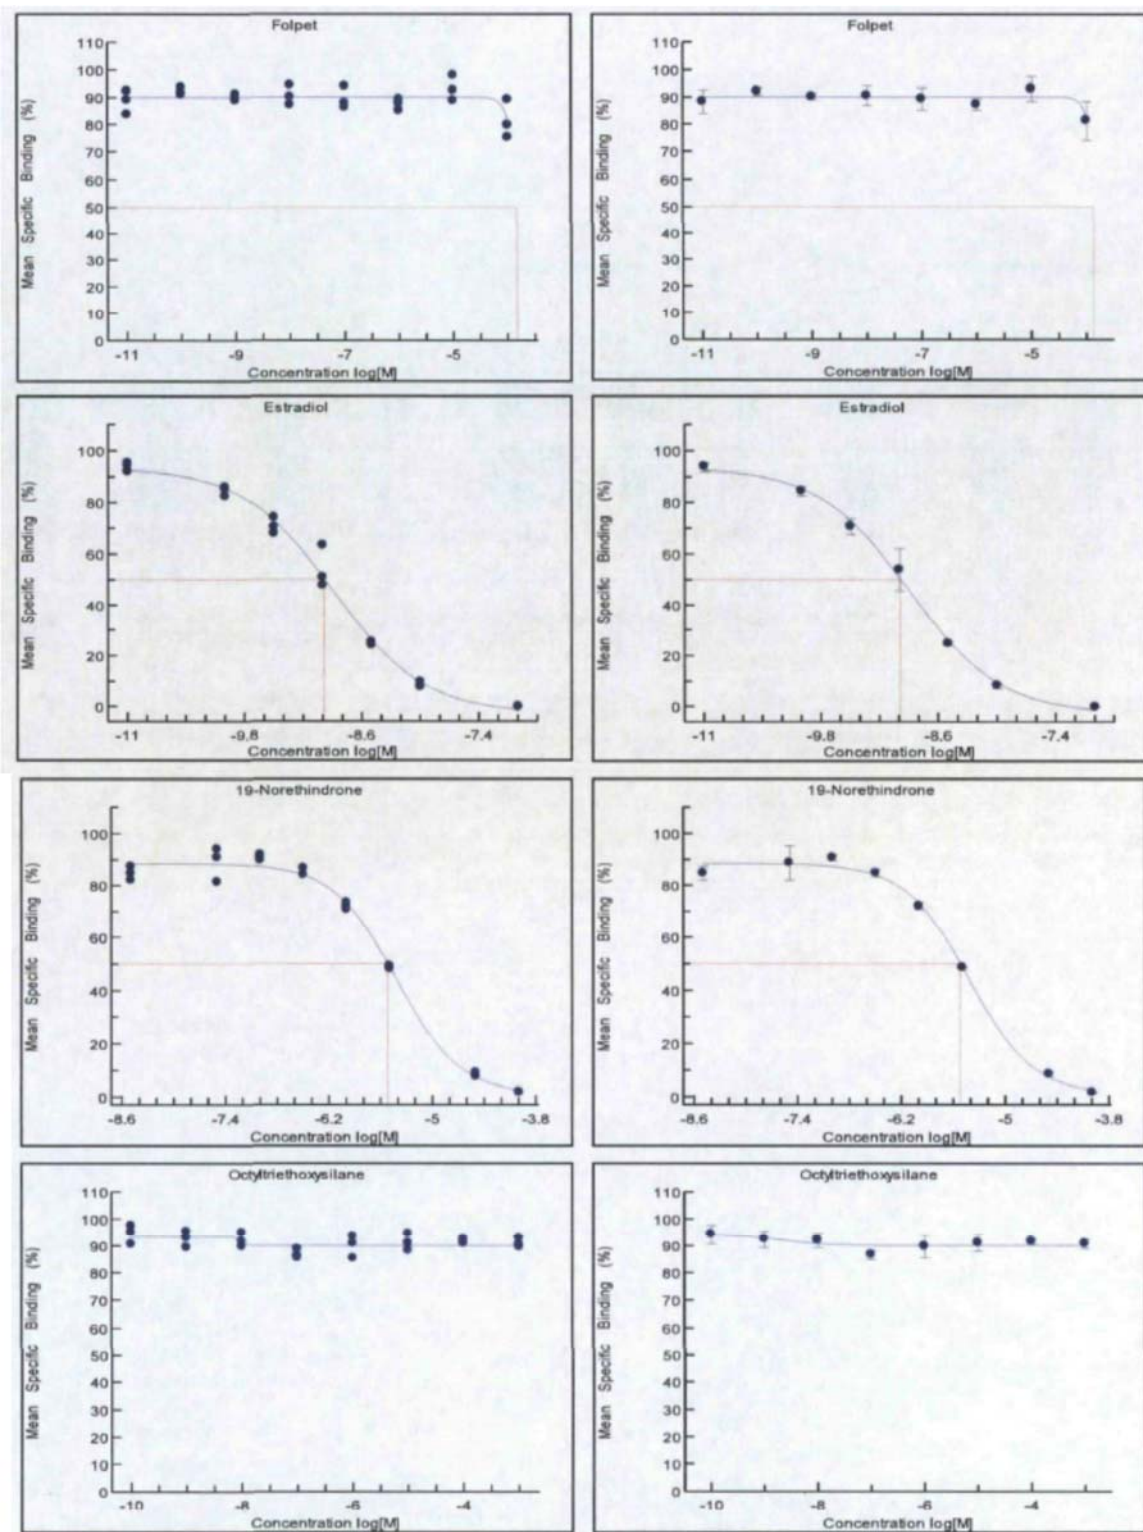 Folpet
Mean Specific Binding (%)
110
100
90
80
70
60
50
40
30
20
10
0
-11 -9 -7 -5
Concentration log[M]
Folpet
Mean Specific Binding (%)
110
100
90
80
70
60
50
40
30
20
10
0
-11 -9 -7 -5
Concentration log[M]
Estradiol
Mean Specific Binding (%)
100
80
60
40
20
0
-11 -9.8 -8.6 -7.4
Concentration log[M]
Estradiol
Mean Specific Binding (%)
100
80
60
40
20
0
-11 -9.8 -8.6 -7.4
Concentration log[M]
19-Norethindrone
Mean Specific Binding (%)
100
80
60
40
20
0
-8.6 -7.4 -6.2 -5 -3.8
Concentration log[M]
19-Norethindrone
Mean Specific Binding (%)
100
80
60
40
20
0
-8.6 -7.4 -6.2 -5 -3.8
Concentration log[M]
Octyltriethoxysilane
Mean Specific Binding (%)
110
100
90
80
70
60
50
40
30
20
10
0
-10 -8 -6 -4
Concentration log[M]
Octyltriethoxysilane
Mean Specific Binding (%)
110
100
90
80
70
60
50
40
30
20
10
0
-10 -8 -6 -4
Concentration log[M]